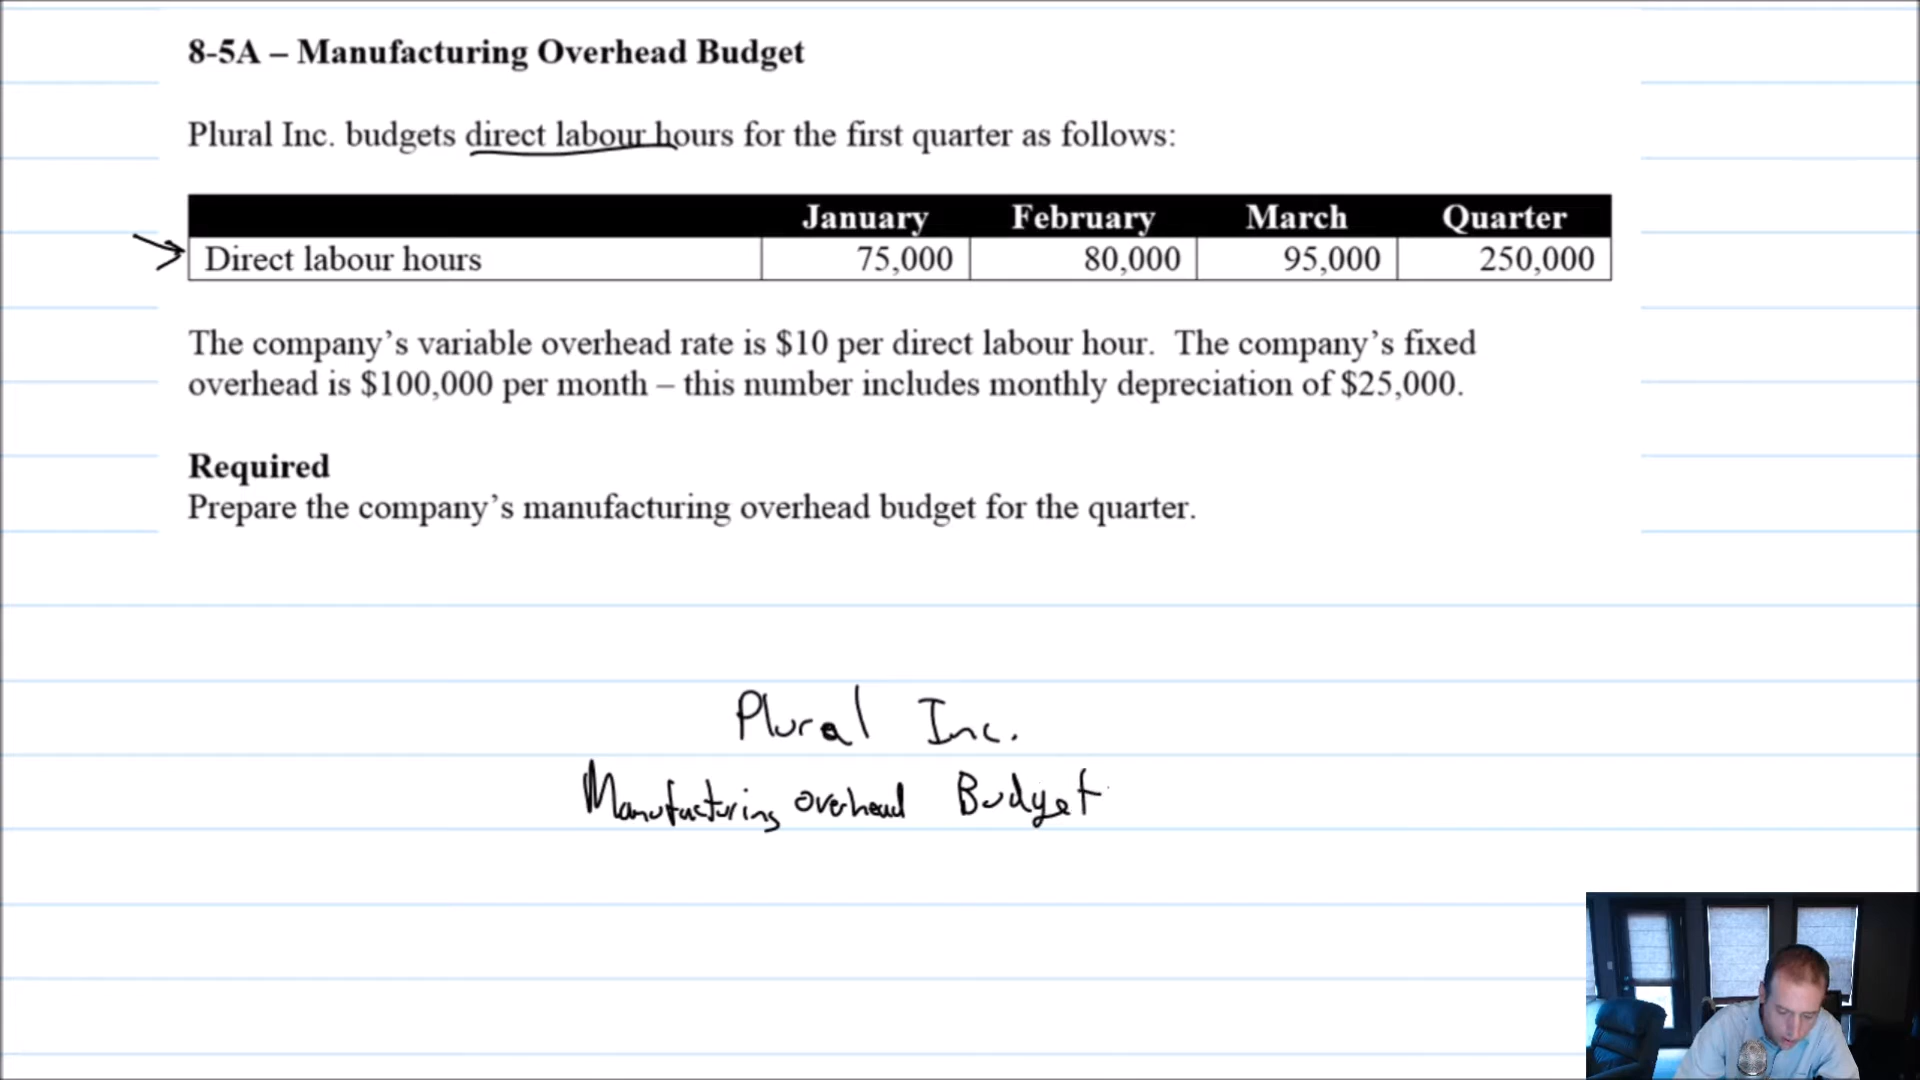 8-5A – Manufacturing Overhead Budget
Plural Inc. budgets direct labour hours for the first quarter as follows:
January February March Quarter
Direct labour hours 75,000 80,000 95,000 250,000
The company’s variable overhead rate is $10 per direct labour hour.  The company’s fixed
overhead is $100,000 per month – this number includes monthly depreciation of $25,000.
Required
Prepare the company’s manufacturing overhead budget for the quarter.
Plural Inc.
Manufacturing overhead Budget